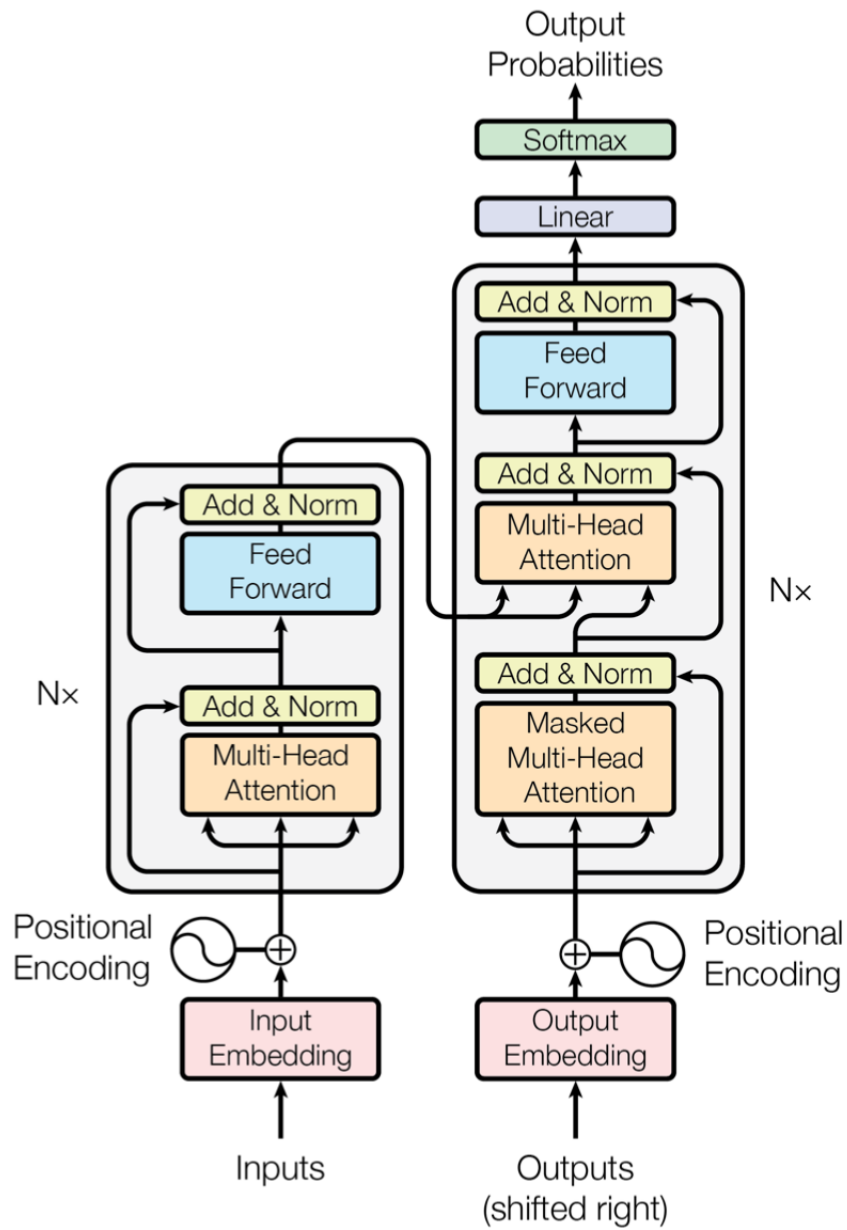 Output
Probabilities
Softmax
Linear
Add & Norm
Feed
Forward
Add & Norm
Multi-Head
Attention
Nx
Add & Norm
Masked
Multi-Head
Attention
Add & Norm
Feed
Forward
Nx
Add & Norm
Multi-Head
Attention
Positional
Encoding
Positional
Encoding
Input
Embedding
Output
Embedding
Inputs
Outputs
(shifted right)